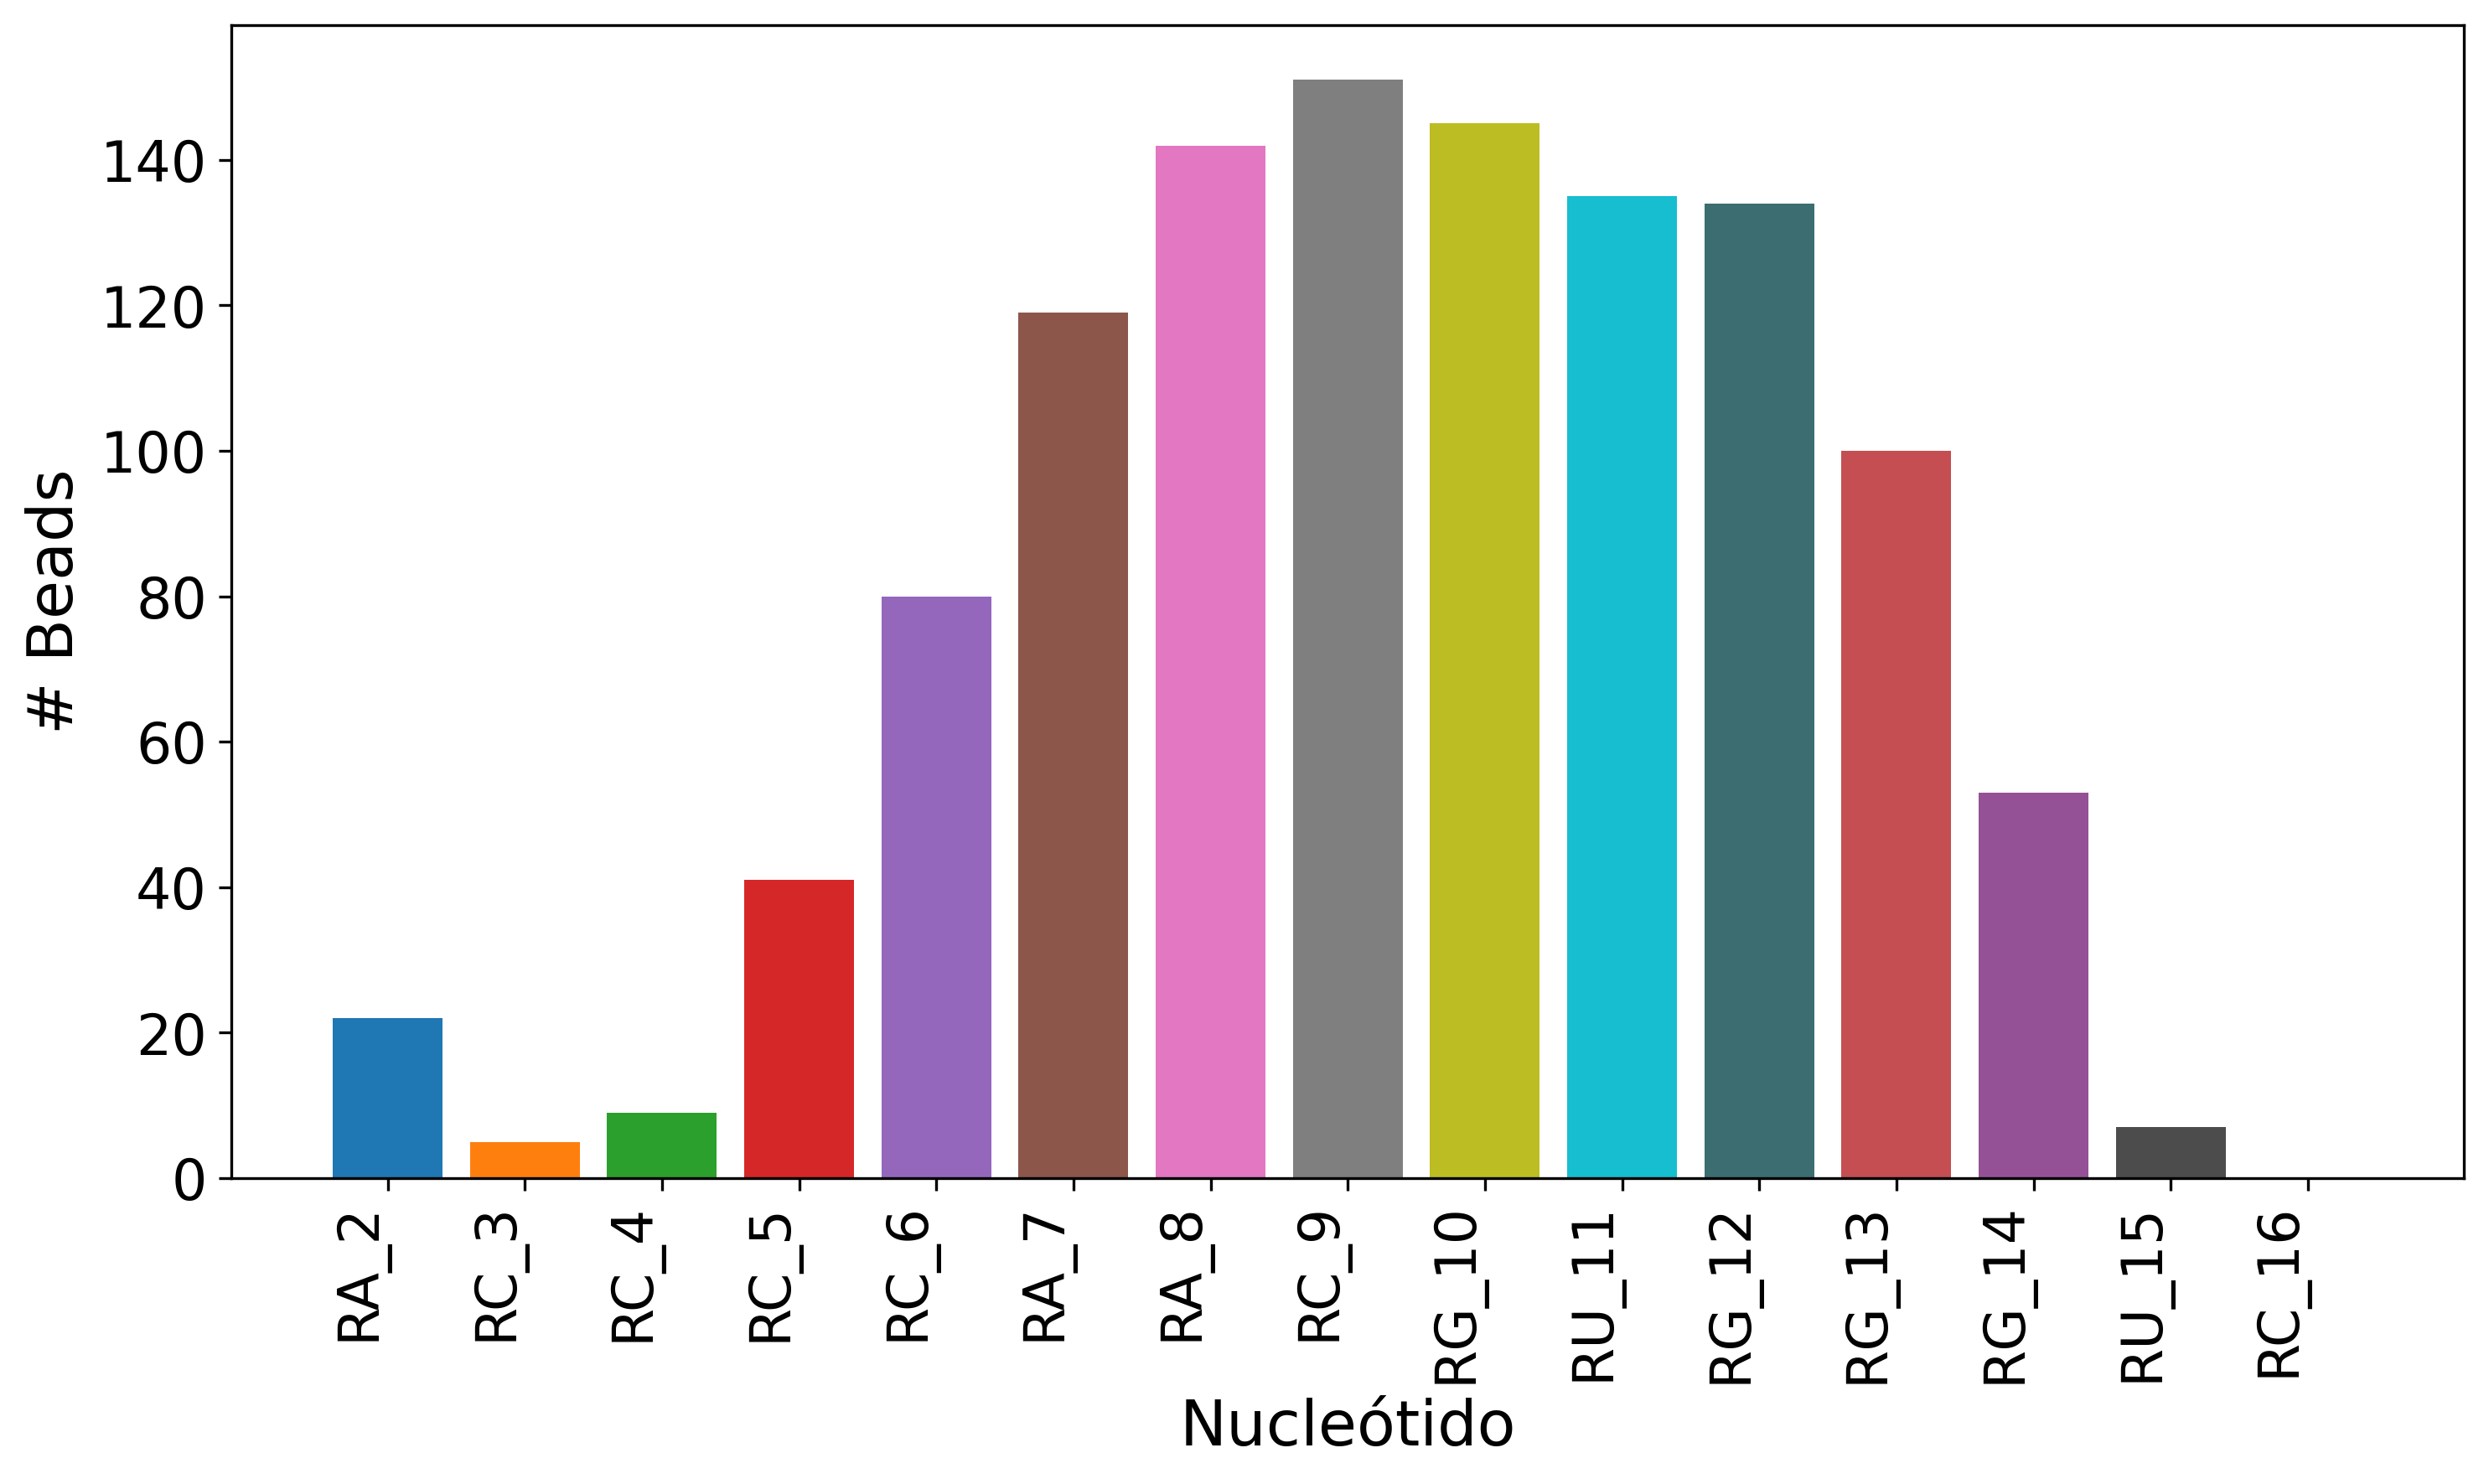 # Beads
140
120
100
80
60
40
20
0
RA_2
RC_3
RC_4
RC_5
RC_6
RA_7
RA_8
RC_9
RG_10
RU_11
RG_12
RG_13
RG_14
RU_15
RC_16
Nucleótido